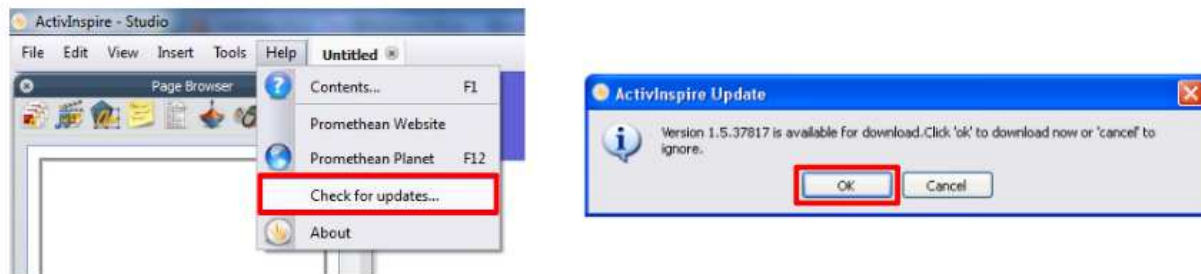 ActivInspire - Studio
File Edit View Insert Tools Help Untitled
Page Browser
Contents... F1
Promethean Website
Promethean Planet F12
Check for updates...
About
ActivInspire Update
Version 1.5.37817 is available for download.Click 'ok' to download now or 'cancel' to
ignore.
OK Cancel